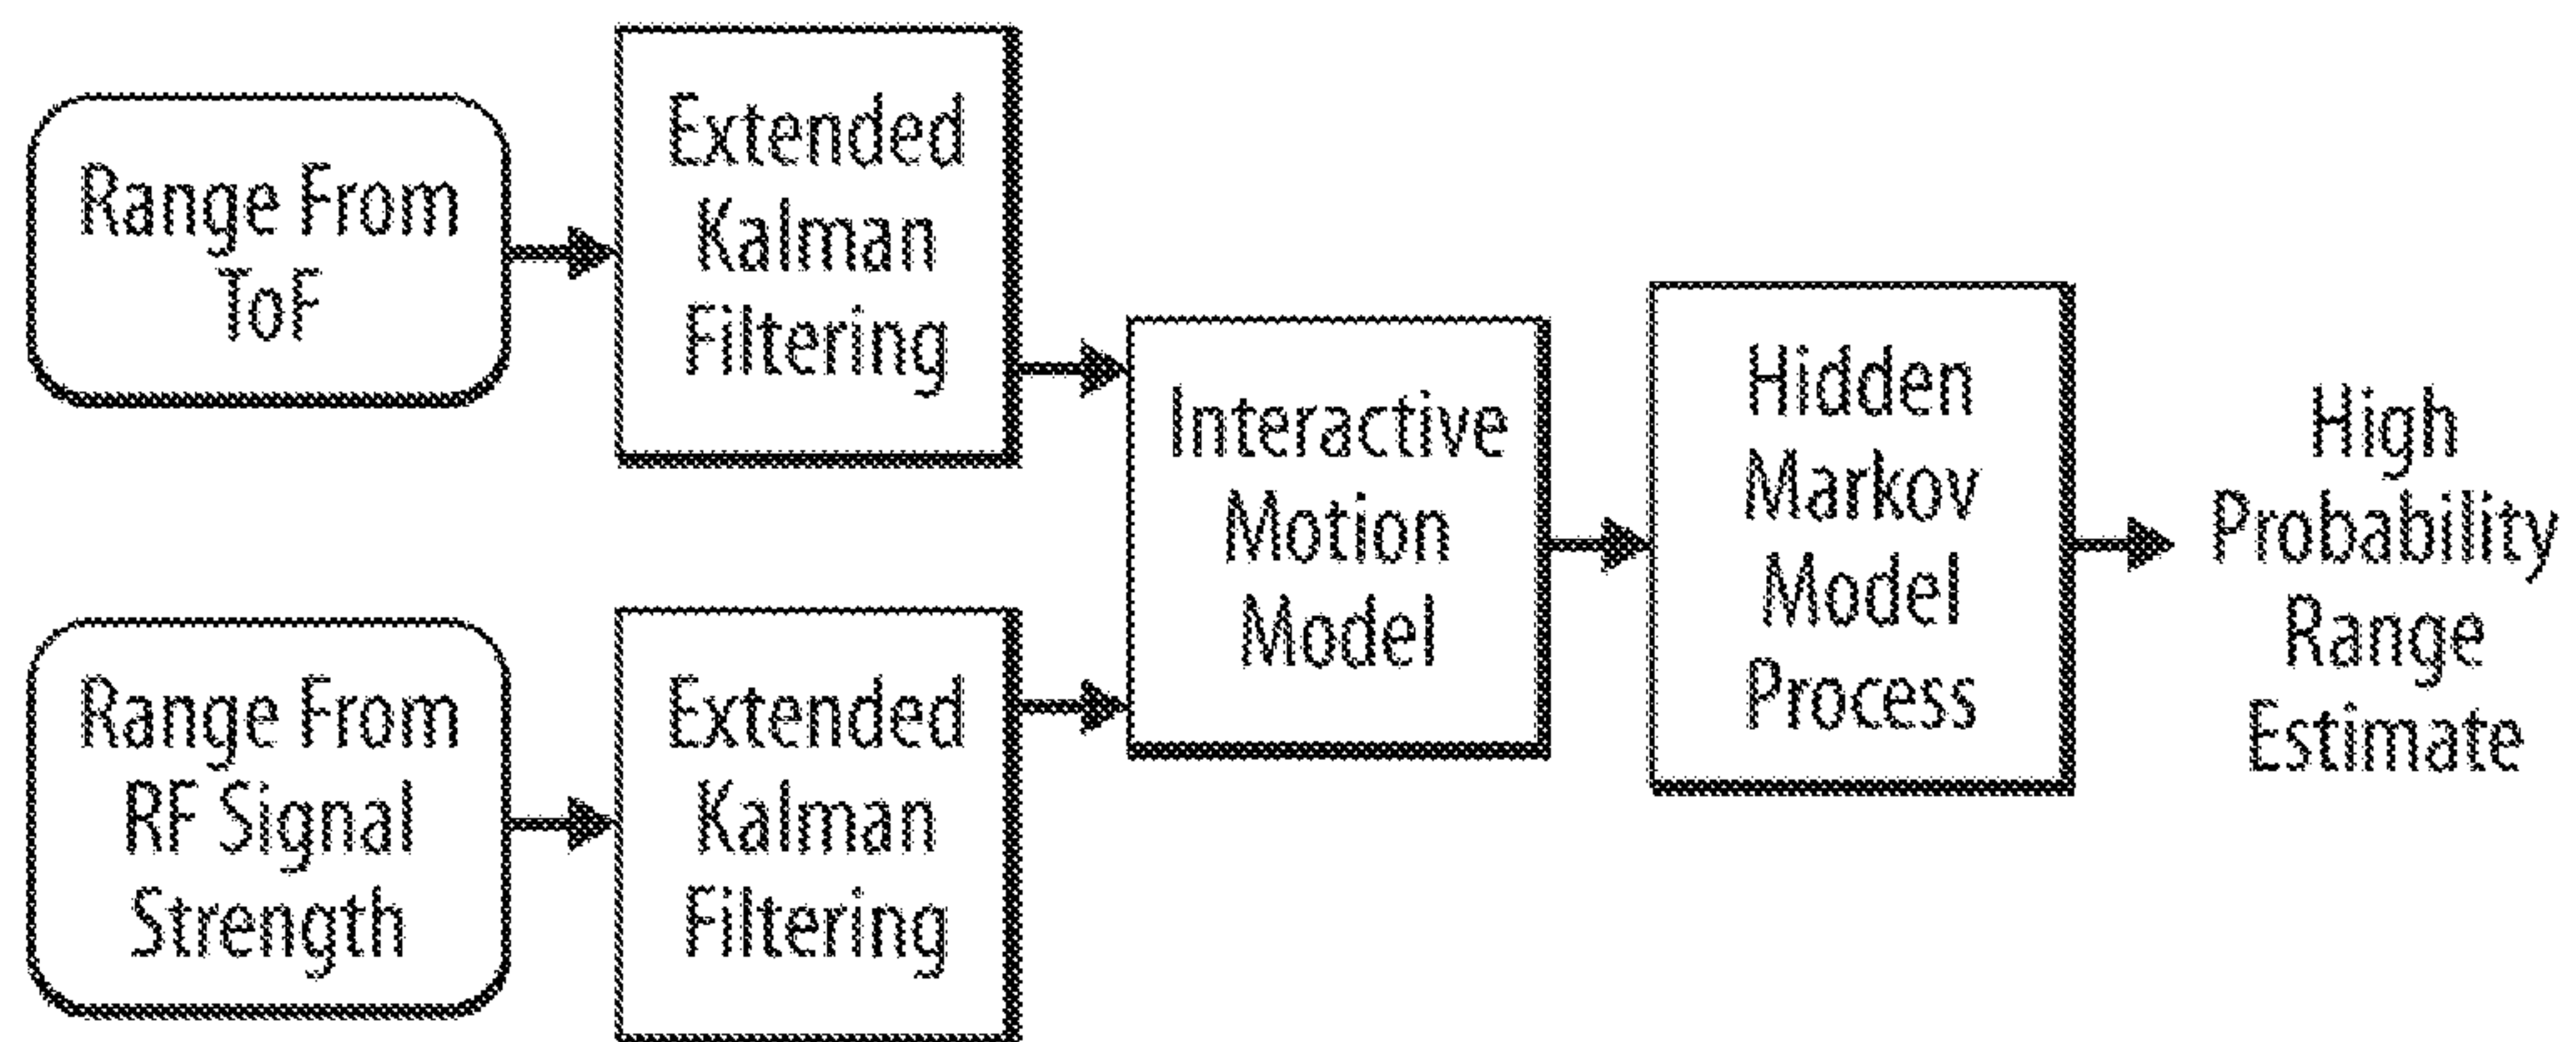 Range From
ToF
Extended
Kalman
Filtering
Range From
RF Signal
Strength
Extended
Kalman
Filtering
Interactive
Motion
Model
Hidden
Markov
Model
Process
High
Probability
Range
Estimate